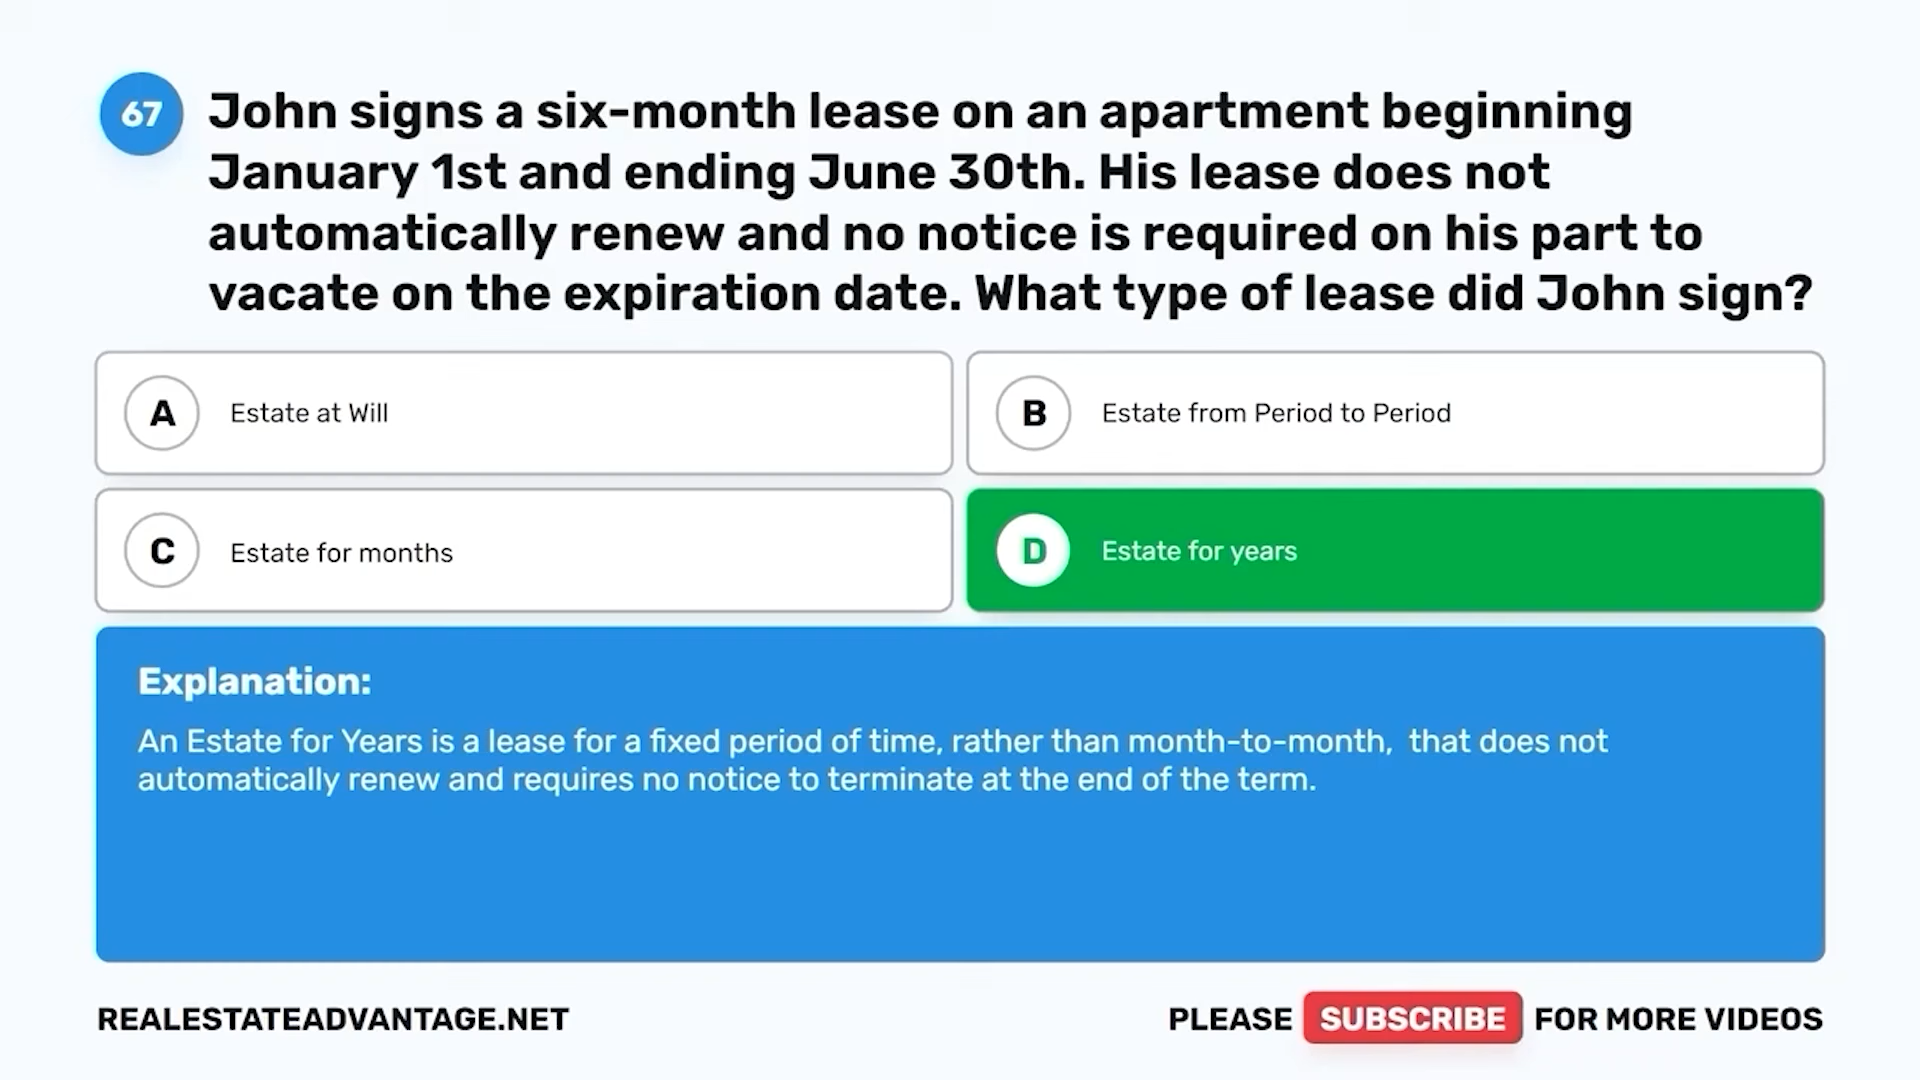 67
John signs a six-month lease on an apartment beginning
January 1st and ending June 30th. His lease does not
automatically renew and no notice is required on his part to
vacate on the expiration date. What type of lease did John sign?
A Estate at Will
B Estate from Period to Period
C Estate for months
D Estate for years
Explanation:
An Estate for Years is a lease for a fixed period of time, rather than month-to-month, that does not
automatically renew and requires no notice to terminate at the end of the term.
REALESTATEADVANTAGE.NET
PLEASE SUBSCRIBE FOR MORE VIDEOS